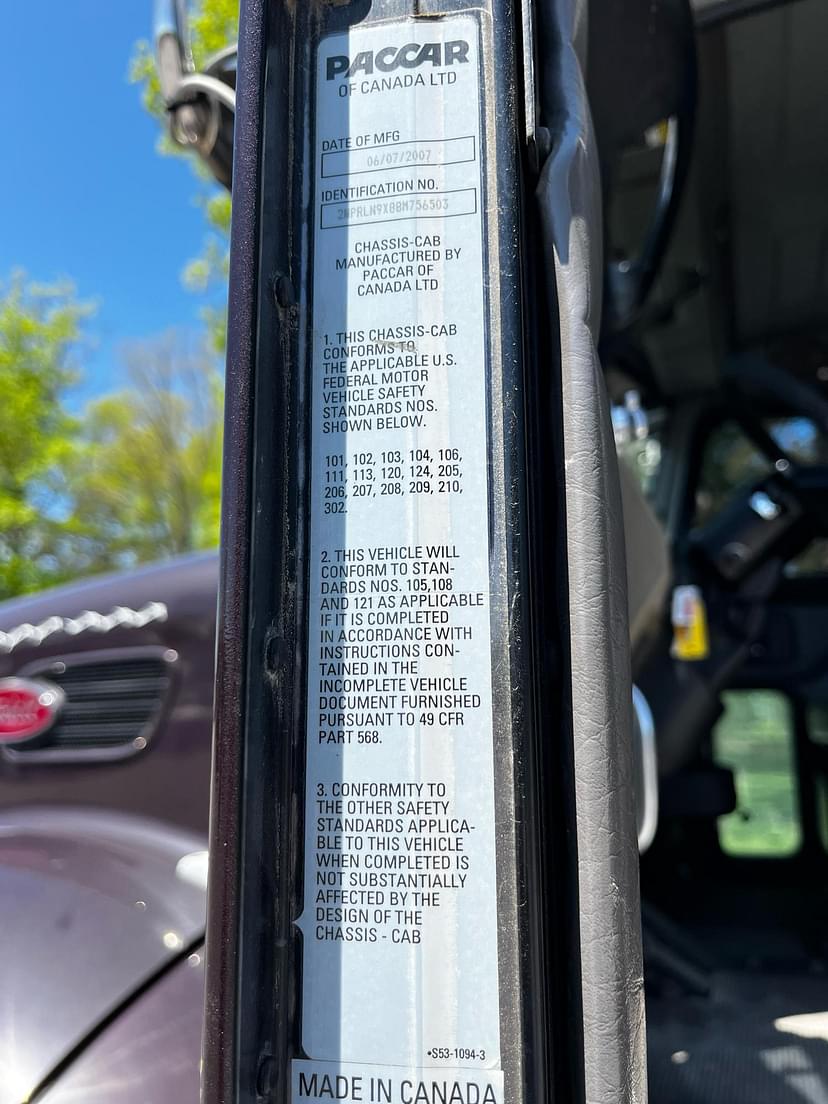 PACCAR
OF CANADA LTD
DATE OF MFG
06/07/2007
IDENTIFICATION NO.
2NPRLN9X88M756503
CHASSIS-CAB
MANUFACTURED BY
PACCAR OF
CANADA LTD
1. THIS CHASSIS-CAB
CONFORMS TO
THE APPLICABLE U.S.
FEDERAL MOTOR
VEHICLE SAFETY
STANDARDS NOS.
SHOWN BELOW.
101, 102, 103, 104, 106,
111, 113, 120, 124, 205,
206, 207, 208, 209, 210,
302.
2. THIS VEHICLE WILL
CONFORM TO STAN-
DARDS NOS. 105,108
AND 121 AS APPLICABLE
IF IT IS COMPLETED
IN ACCORDANCE WITH
INSTRUCTIONS CON-
TAINED IN THE
INCOMPLETE VEHICLE
DOCUMENT FURNISHED
PURSUANT TO 49 CFR
PART 568.
3. CONFORMITY TO
THE OTHER SAFETY
STANDARDS APPLICA-
BLE TO THIS VEHICLE
WHEN COMPLETED IS
NOT SUBSTANTIALLY
AFFECTED BY THE
DESIGN OF THE
CHASSIS - CAB
•S53-1094-3
MADE IN CANADA